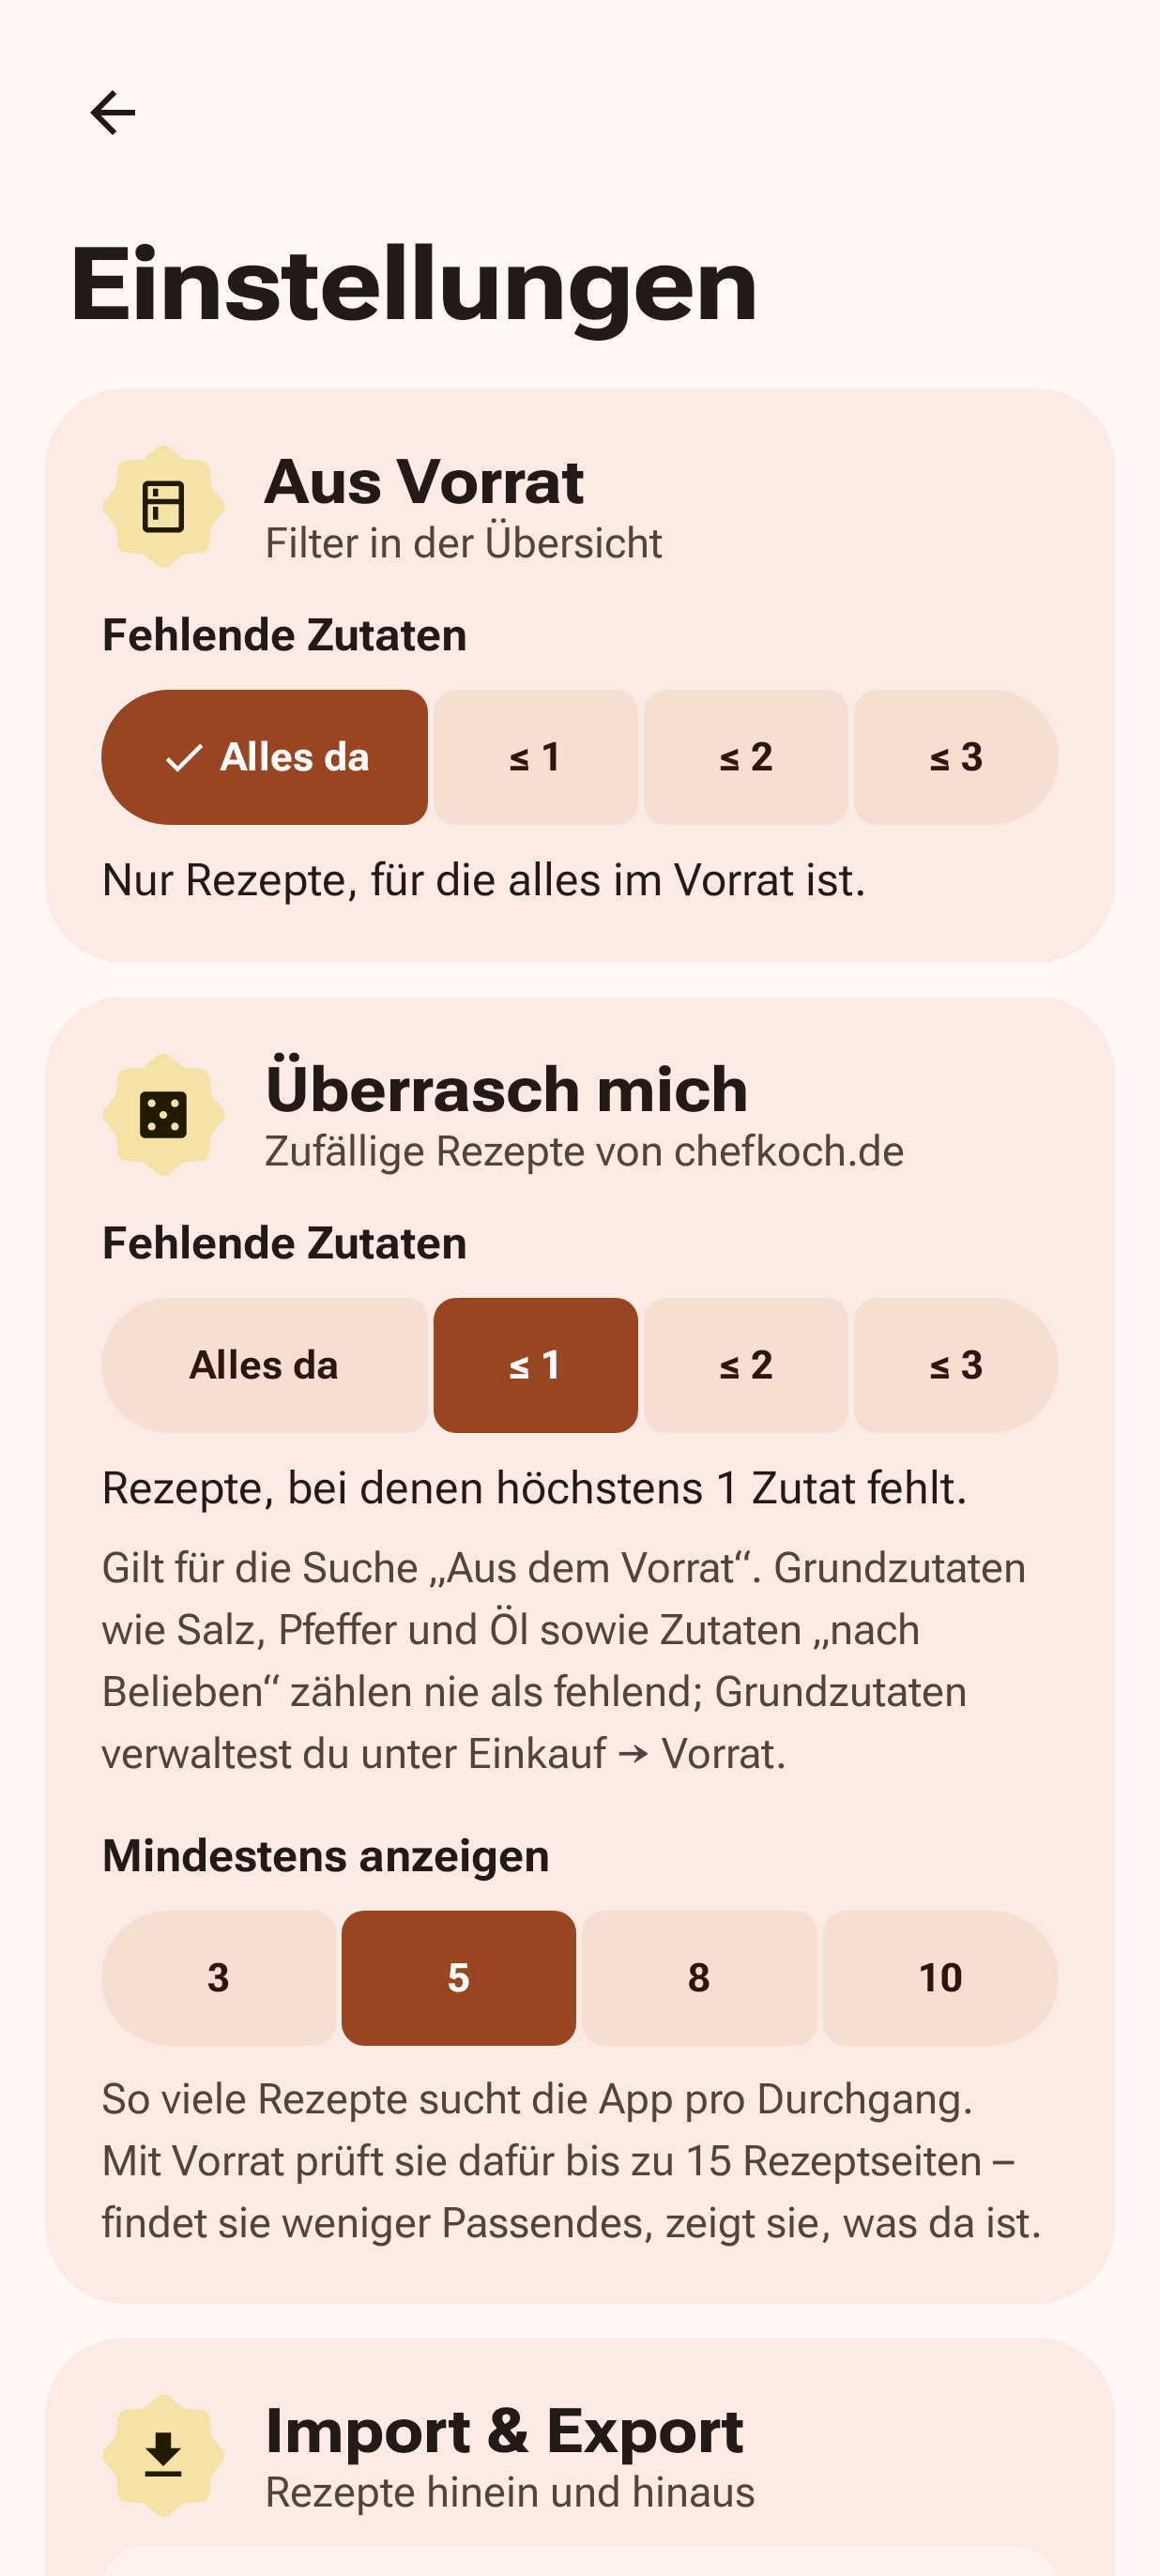 Einstellungen
Aus Vorrat
Filter in der Übersicht
Fehlende Zutaten
Alles da
≤ 1
≤ 2
≤ 3
Nur Rezepte, für die alles im Vorrat ist.
Überrasch mich
Zufällige Rezepte von chefkoch.de
Fehlende Zutaten
Alles da
≤ 1
≤ 2
≤ 3
Rezepte, bei denen höchstens 1 Zutat fehlt.
Gilt für die Suche „Aus dem Vorrat“. Grundzutaten
wie Salz, Pfeffer und Öl sowie Zutaten „nach
Belieben“ zählen nie als fehlend; Grundzutaten
verwaltest du unter Einkauf → Vorrat.
Mindestens anzeigen
3
5
8
10
So viele Rezepte sucht die App pro Durchgang.
Mit Vorrat prüft sie dafür bis zu 15 Rezeptseiten –
findet sie weniger Passendes, zeigt sie, was da ist.
Import & Export
Rezepte hinein und hinaus